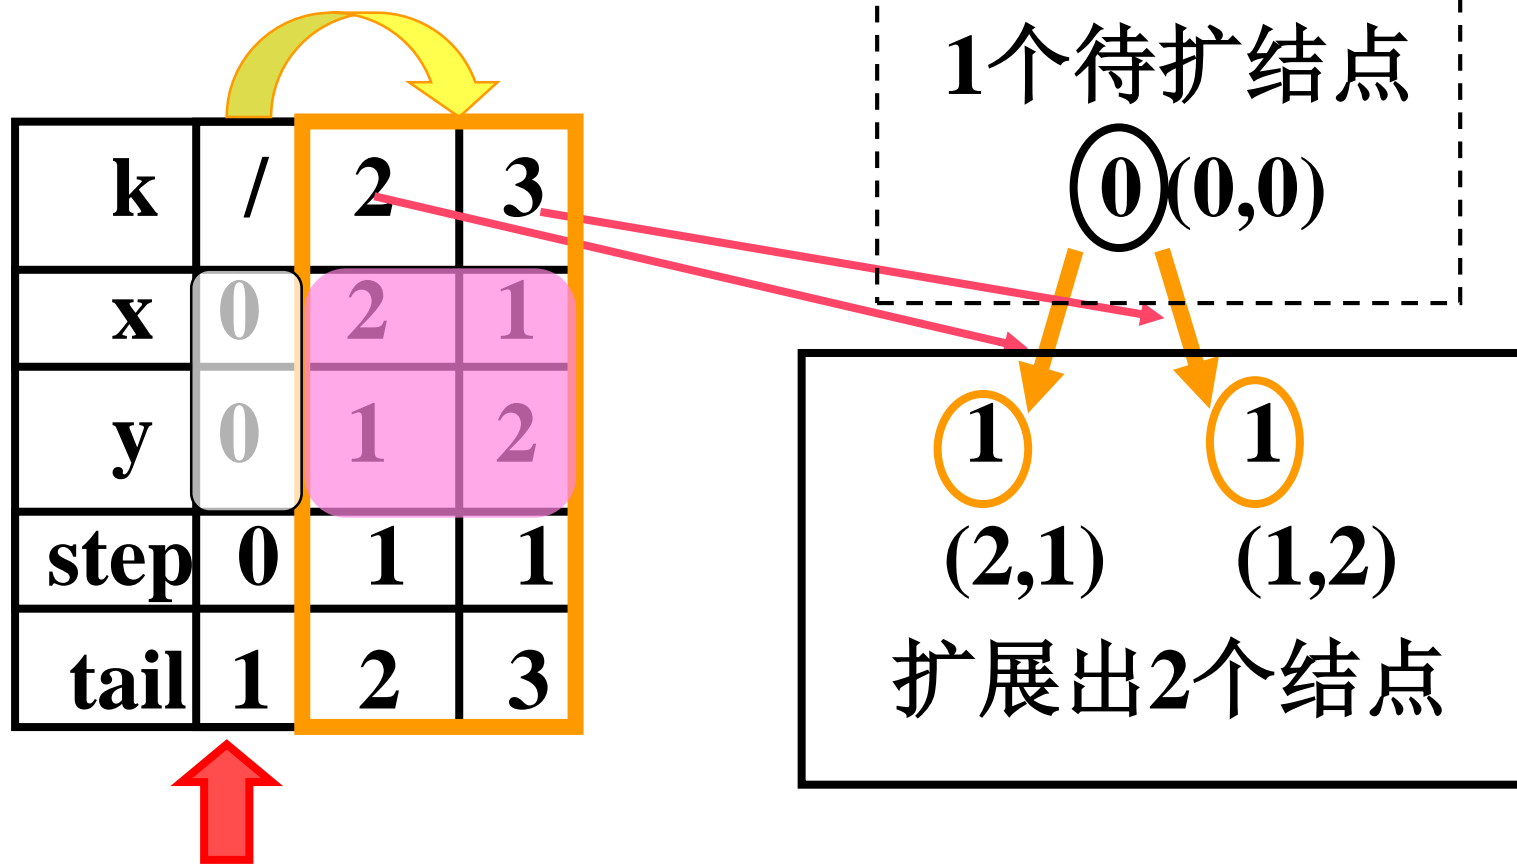 k / 2 3
x 0 2 1
y 0 1 2
step 0 1 1
tail 1 2 3
1个待扩结点
0 (0,0)
1 1
(2,1) (1,2)
扩展出2个结点